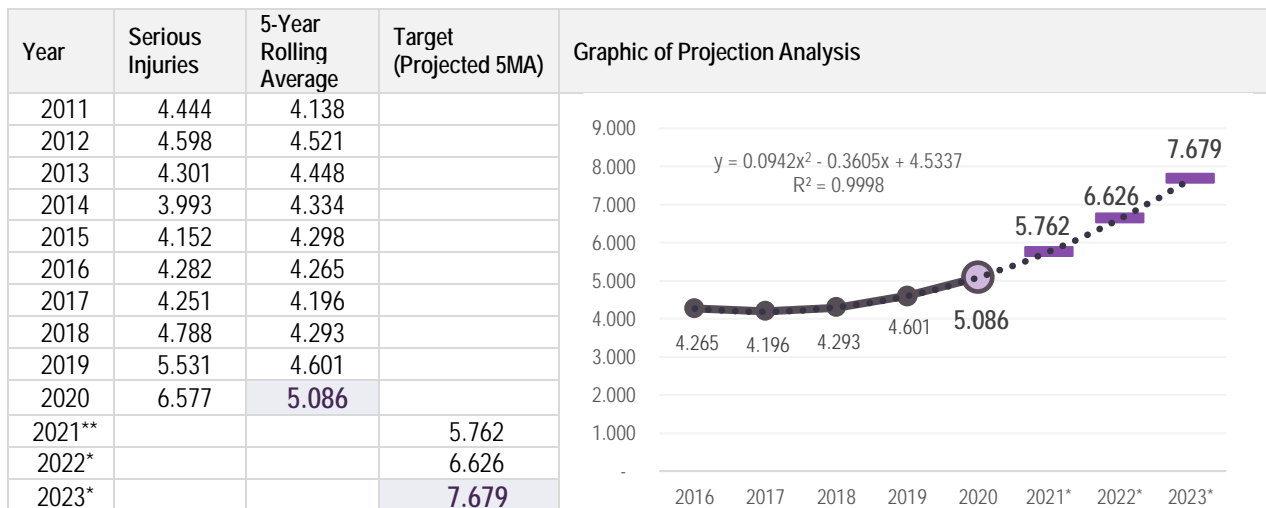 Year Serious Injuries 5-Year Rolling Average Target (Projected 5MA) Graphic of Projection Analysis
2011 4.444 4.138
2012 4.598 4.521
2013 4.301 4.448
2014 3.993 4.334
2015 4.152 4.298
2016 4.282 4.265
2017 4.251 4.196
2018 4.788 4.293
2019 5.531 4.601
2020 6.577 5.086
2021** 5.762
2022* 6.626
2023* 7.679
9.000
8.000
7.000
6.000
5.000
4.000
3.000
2.000
1.000
-
y = 0.0942x² - 0.3605x + 4.5337
R² = 0.9998
4.265 4.196 4.293 4.601 5.086 5.762 6.626 7.679
2016 2017 2018 2019 2020 2021* 2022* 2023*